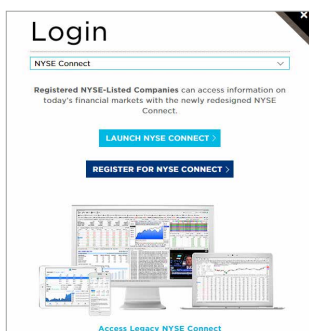 Login
NYSE Connect
Registered NYSE-Listed Companies can access information on
today's financial markets with the newly redesigned NYSE
Connect.
LAUNCH NYSE CONNECT >
REGISTER FOR NYSE CONNECT >
Access Legacy NYSE Connect